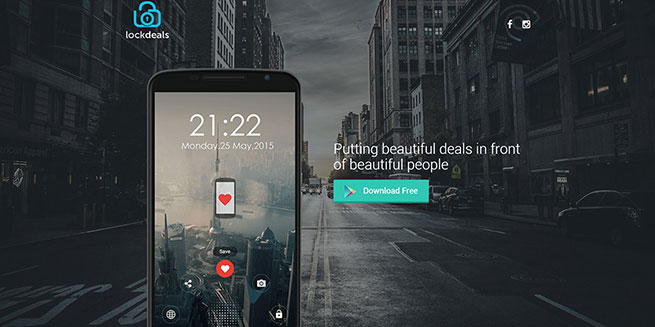 lockdeals
21:22
Monday,25 May,2015
Putting beautiful deals in front
of beautiful people
Download Free
Save